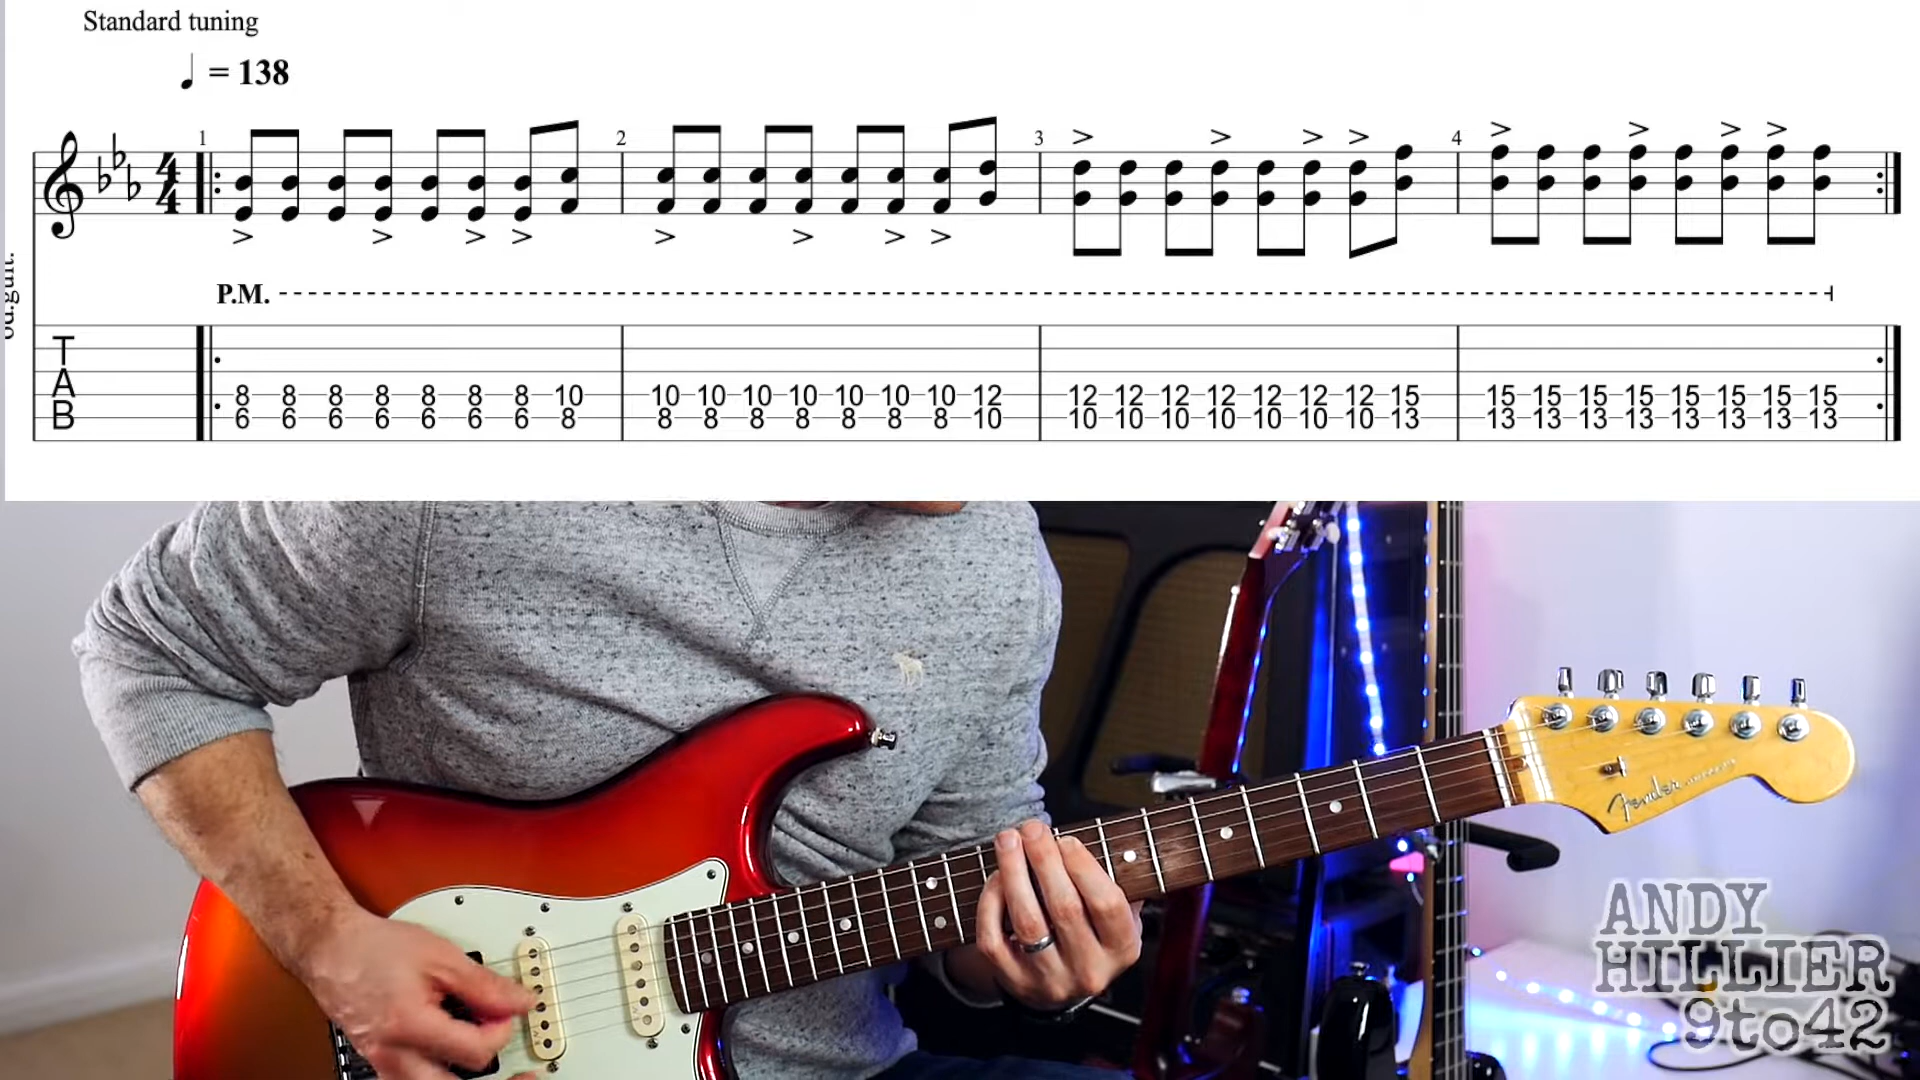 Standard tuning
♩ = 138
1 2 3 4
4
4
P.M.
T
A
B
8 8 8 8 8 8 8 10 10 10 10 10 10 10 10 12 12 12 12 12 12 12 12 15 15 15 15 15 15 15 15 15
6 6 6 6 6 6 6 8 8 8 8 8 8 8 8 10 10 10 10 10 10 10 10 13 13 13 13 13 13 13 13 13
Fender
ANDY
HILLIER
9to42